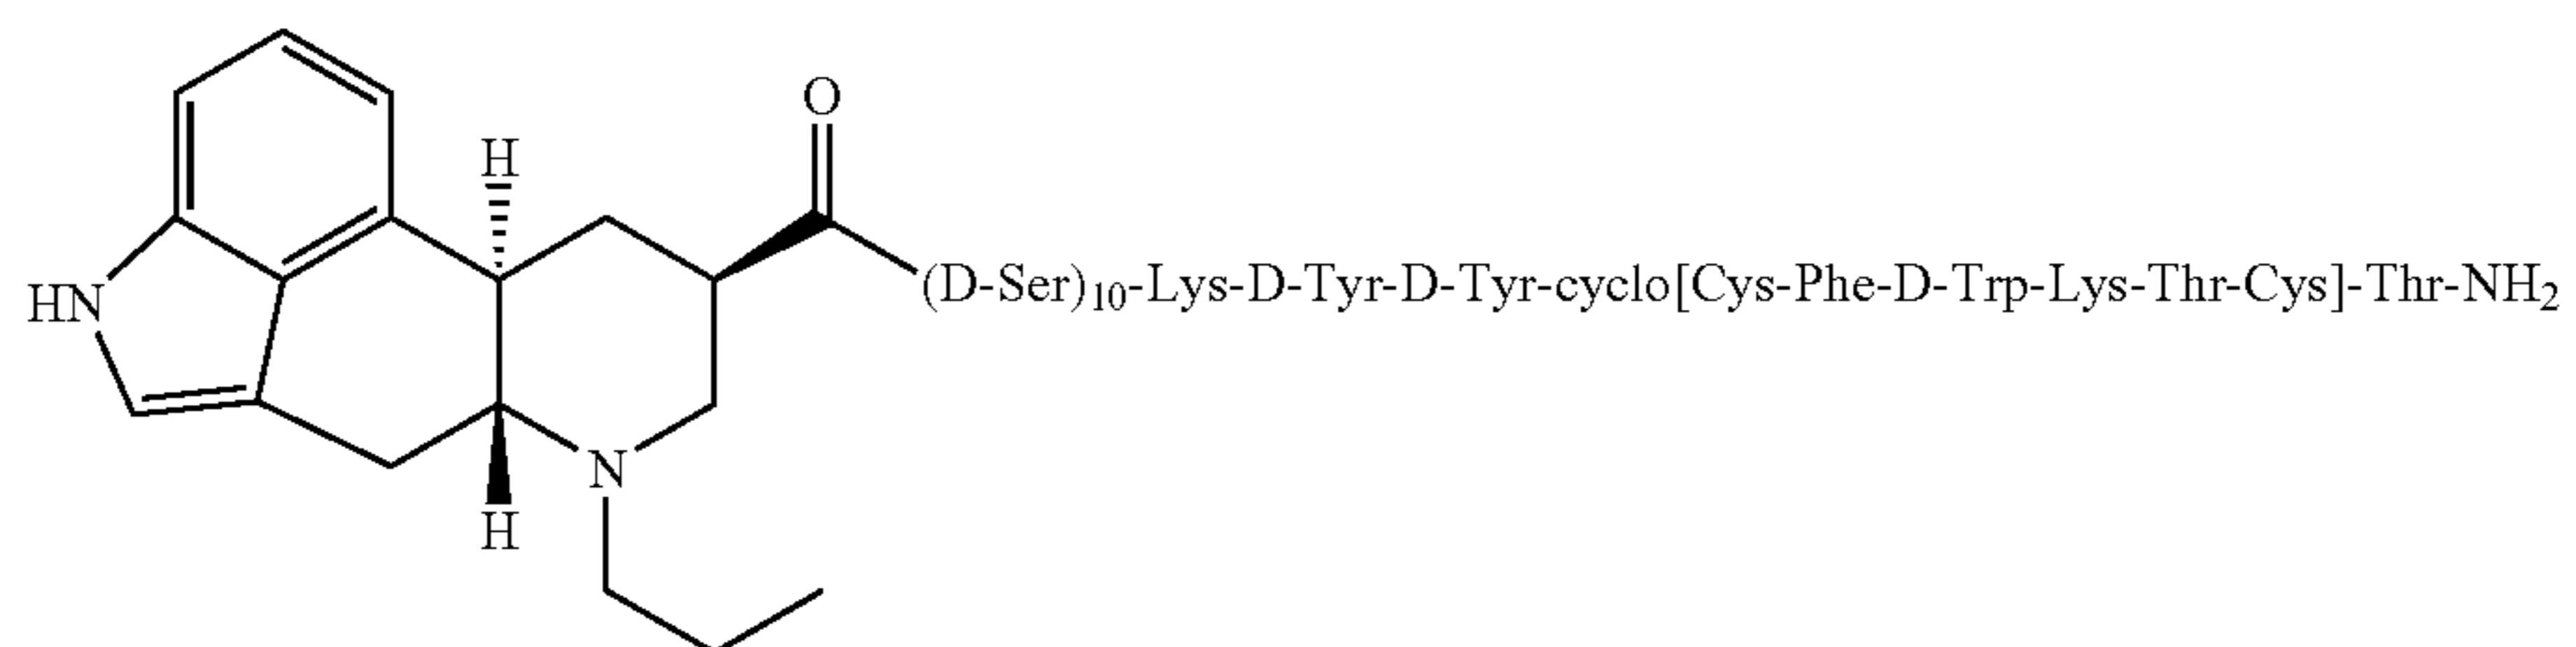 O
H
(D-Ser)₁₀-Lys-D-Tyr-D-Tyr-cyclo[Cys-Phe-D-Trp-Lys-Thr-Cys]-Thr-NH₂
HN
N
H